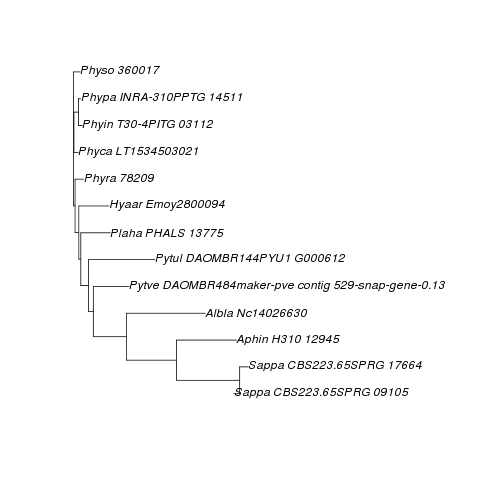 Physo 360017
Phypa INRA-310PPTG 14511
Phyin T30-4PITG 03112
Phyca LT1534503021
Phyra 78209
Hyaar Emoy2800094
Plaha PHALS 13775
Pytul DAOMBR144PYU1 G000612
Pytve DAOMBR484maker-pve contig 529-snap-gene-0.13
Albla Nc14026630
Aphin H310 12945
Sappa CBS223.65SPRG 17664
Sappa CBS223.65SPRG 09105